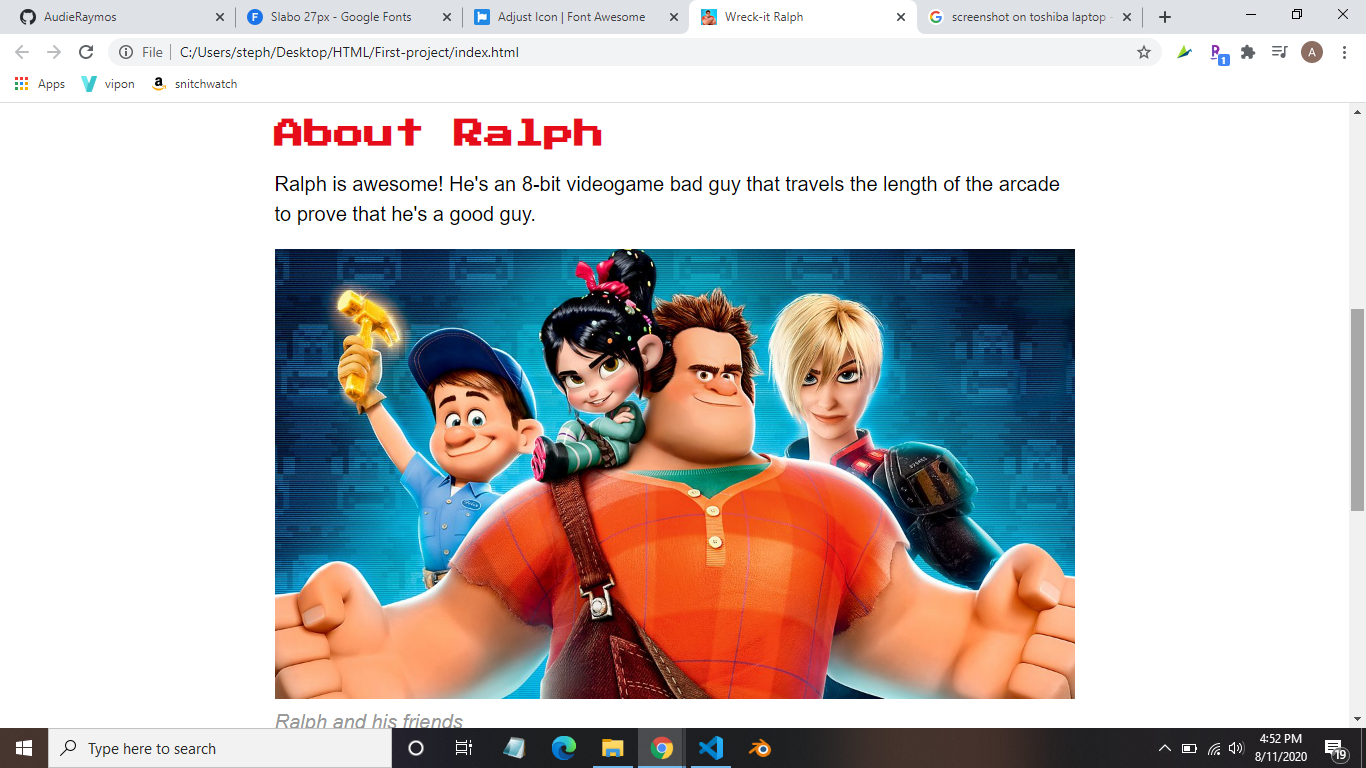 AudieRaymos
Slabo 27px - Google Fonts
Adjust Icon | Font Awesome
Wreck-it Ralph
screenshot on toshiba laptop -
File
C:/Users/steph/Desktop/HTML/First-project/index.html
1
A
Apps
vipon
snitchwatch
About Ralph
Ralph is awesome! He's an 8-bit videogame bad guy that travels the length of the arcade
to prove that he's a good guy.
Ralph and his friends
Type here to search
4:52 PM
8/11/2020
19